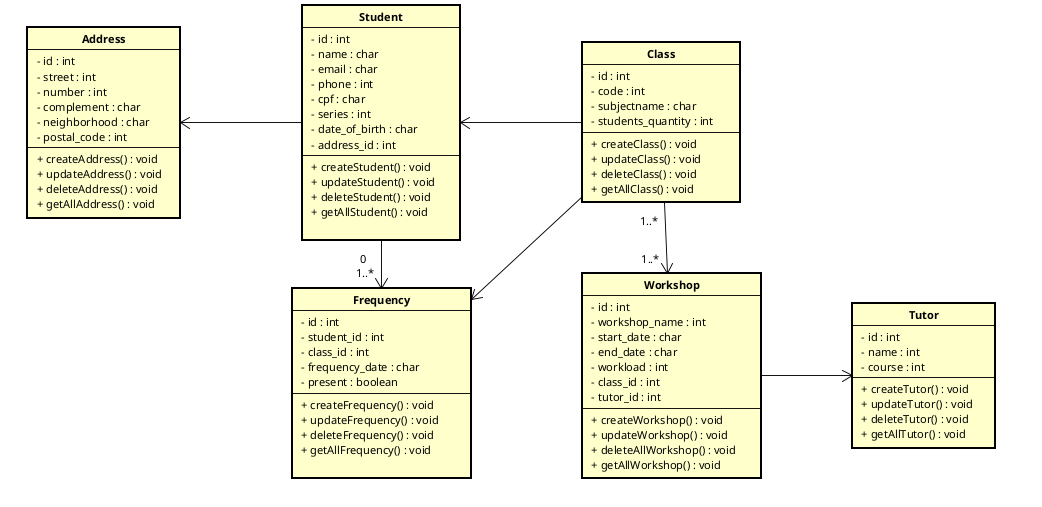 Address
- id : int
- street : int
- number : int
- complement : char
- neighborhood : char
- postal_code : int
+ createAddress() : void
+ updateAddress() : void
+ deleteAddress() : void
+ getAllAddress() : void
Student
- id : int
- name : char
- email : char
- phone : int
- cpf : char
- series : int
- date_of_birth : char
- address_id : int
+ createStudent() : void
+ updateStudent() : void
+ deleteStudent() : void
+ getAllStudent() : void
Class
- id : int
- code : int
- subjectname : char
- students_quantity : int
+ createClass() : void
+ updateClass() : void
+ deleteClass() : void
+ getAllClass() : void
0
1..*
1..*
1..*
Frequency
- id : int
- student_id : int
- class_id : int
- frequency_date : char
- present : boolean
+ createFrequency() : void
+ updateFrequency() : void
+ deleteFrequency() : void
+ getAllFrequency() : void
Workshop
- id : int
- workshop_name : int
- start_date : char
- end_date : char
- workload : int
- class_id : int
- tutor_id : int
+ createWorkshop() : void
+ updateWorkshop() : void
+ deleteAllWorkshop() : void
+ getAllWorkshop() : void
Tutor
- id : int
- name : int
- course : int
+ createTutor() : void
+ updateTutor() : void
+ deleteTutor() : void
+ getAllTutor() : void